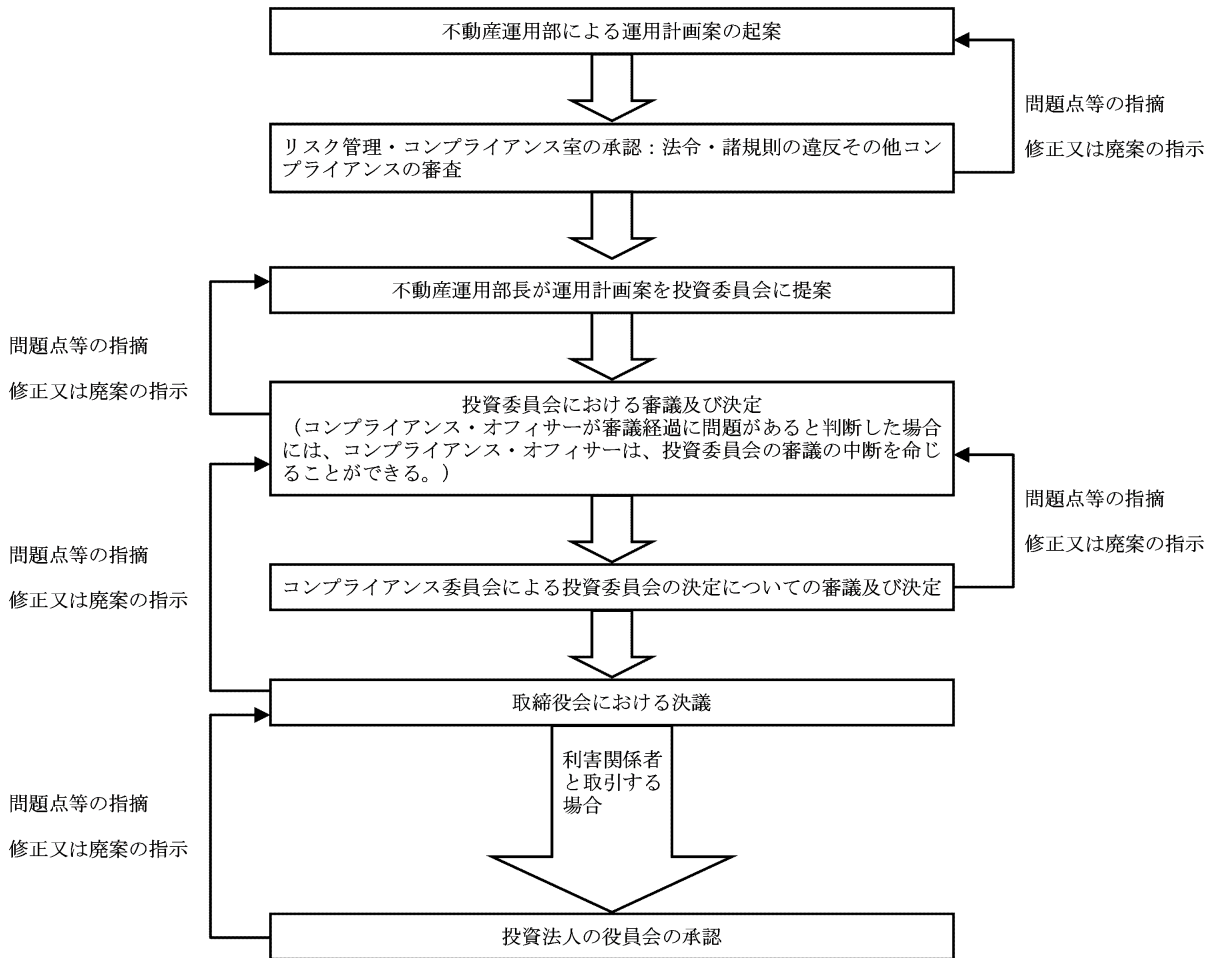 不動産運用部による運用計画案の起案
問題点等の指摘
修正又は廃案の指示
リスク管理・コンプライアンス室の承認：法令・諸規則の違反その他コン
プライアンスの審査
不動産運用部長が運用計画案を投資委員会に提案
問題点等の指摘
修正又は廃案の指示
投資委員会における審議及び決定
（コンプライアンス・オフィサーが審議経過に問題があると判断した場合
には、コンプライアンス・オフィサーは、投資委員会の審議の中断を命じ
ることができる。）
問題点等の指摘
修正又は廃案の指示
問題点等の指摘
修正又は廃案の指示
コンプライアンス委員会による投資委員会の決定についての審議及び決定
取締役会における決議
利害関係者
と取引する
場合
問題点等の指摘
修正又は廃案の指示
投資法人の役員会の承認